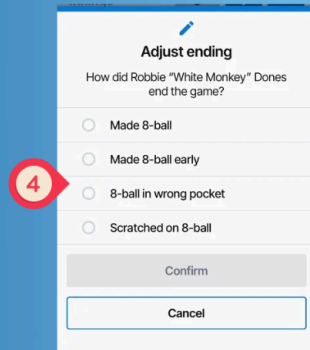 Adjust ending
How did Robbie "White Monkey" Dones
end the game?
Made 8-ball
Made 8-ball early
4
8-ball in wrong pocket
Scratched on 8-ball
Confirm
Cancel